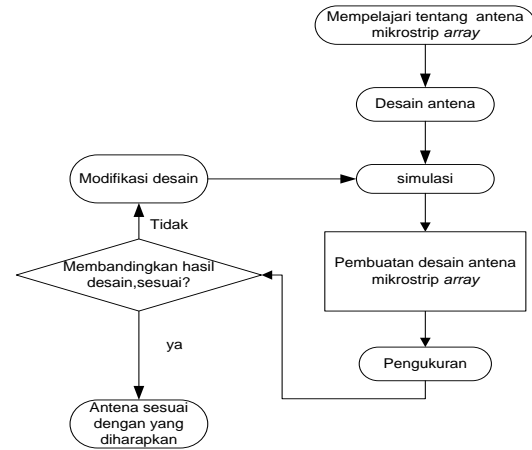 Mempelajari tentang antena
mikrostrip array
Desain antena
Modifikasi desain
simulasi
Tidak
Membandingkan hasil
desain,sesuai?
Pembuatan desain antena
mikrostrip array
ya
Pengukuran
Antena sesuai
dengan yang
diharapkan